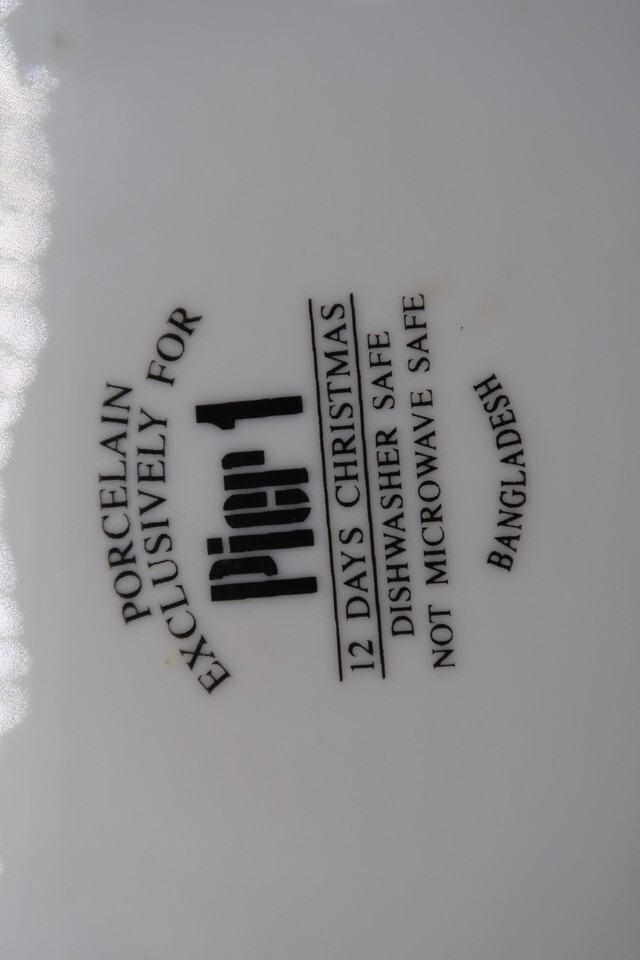 PORCELAIN
EXCLUSIVELY FOR
Pier 1
12 DAYS CHRISTMAS
DISHWASHER SAFE
NOT MICROWAVE SAFE
BANGLADESH